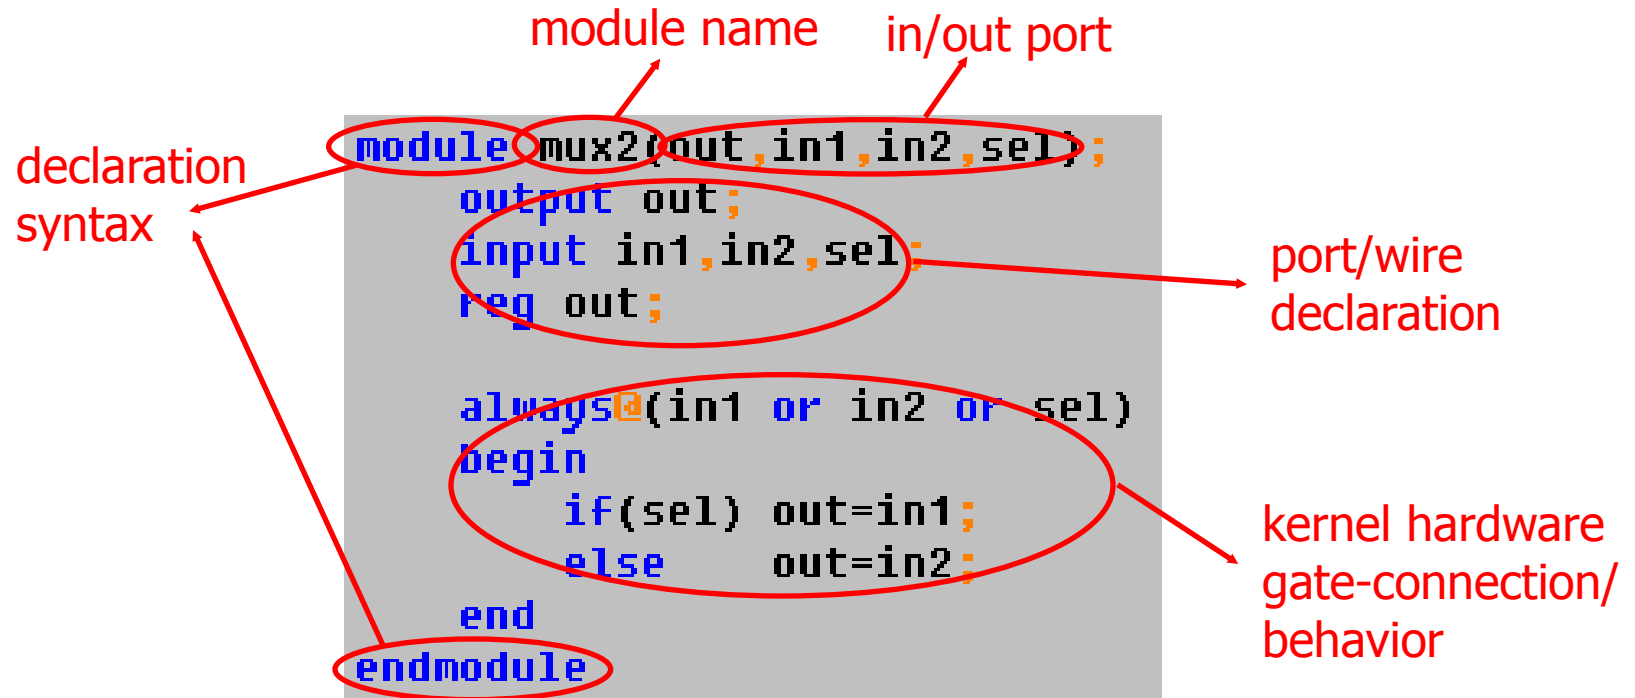 module name
in/out port
declaration
syntax
module mux2(out,in1,in2,sel);
output out;
input in1,in2,sel;
reg out;
port/wire
declaration
always@(in1 or in2 or sel)
begin
if(sel) out=in1;
else out=in2;
end
endmodule
kernel hardware
gate-connection/
behavior